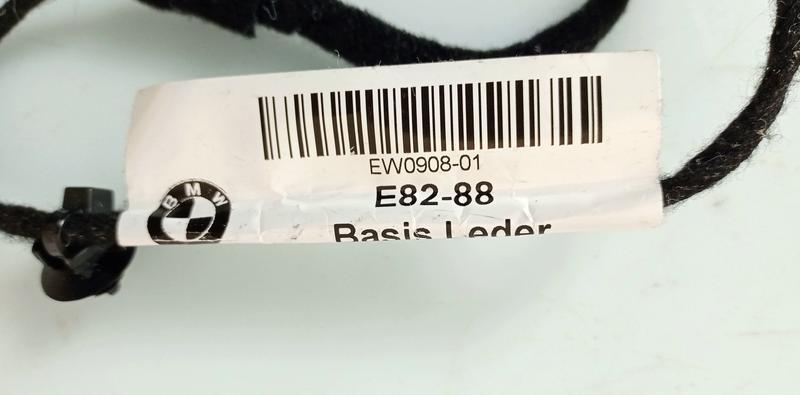 EW0908-01
E82-88
BMW
Basis Leder